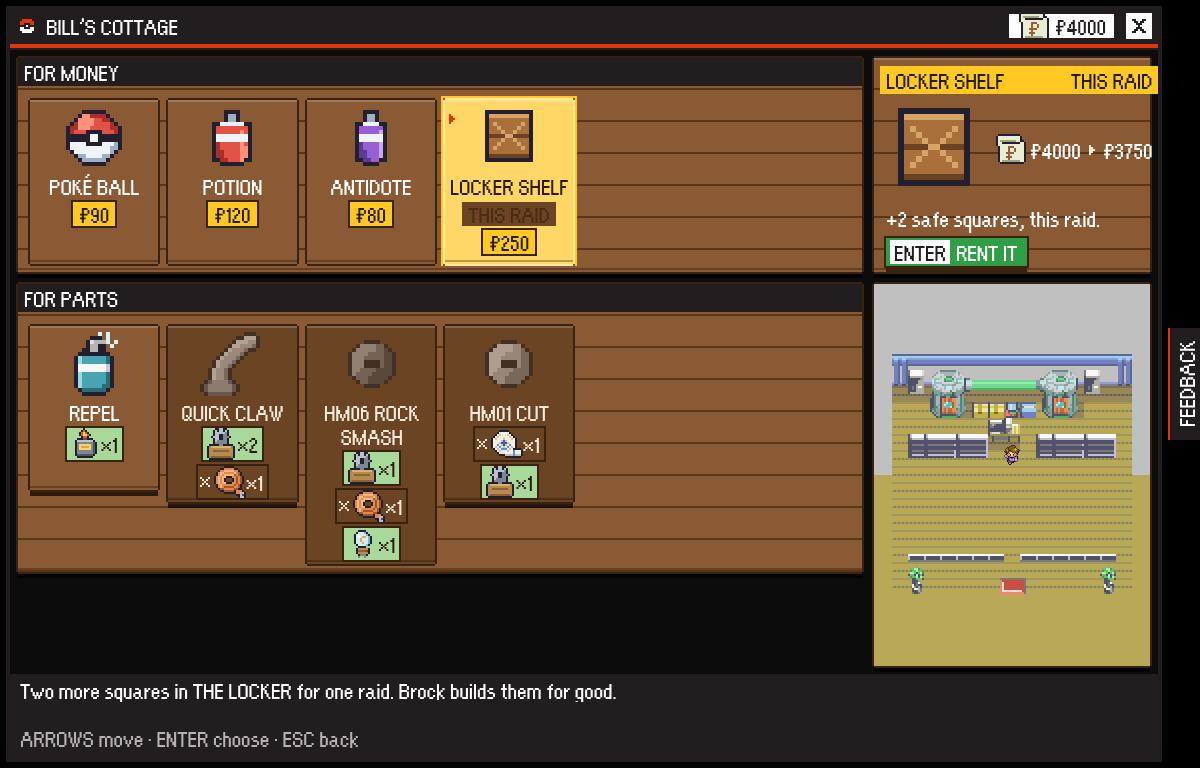 BILL'S COTTAGE
₽4000
X
FOR MONEY
POKÉ BALL
₽90
POTION
₽120
ANTIDOTE
₽80
LOCKER SHELF
THIS RAID
₽250
LOCKER SHELF THIS RAID
₽4000 ▸ ₽3750
+2 safe squares, this raid.
ENTER RENT IT
FOR PARTS
REPEL
×1
QUICK CLAW
×2
× ×1
HM06 ROCK
SMASH
×1
× ×1
×1
HM01 CUT
× ×1
×1
FEEDBACK
Two more squares in THE LOCKER for one raid. Brock builds them for good.
ARROWS move · ENTER choose · ESC back